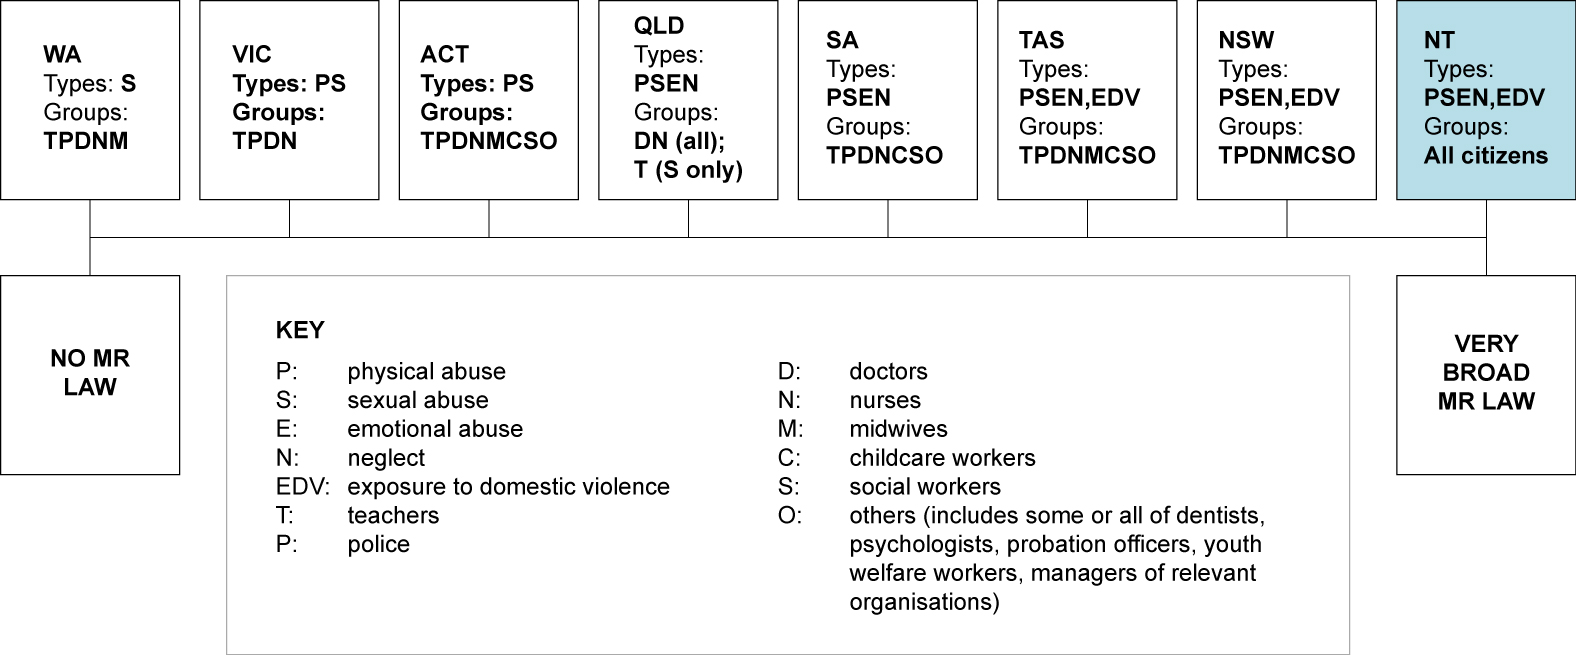 WA
Types: S
Groups:
TPDNM
VIC
Types: PS
Groups:
TPDN
ACT
Types: PS
Groups:
TPDNMCSO
QLD
Types:
PSEN
Groups:
DN (all);
T (S only)
SA
Types:
PSEN
Groups:
TPDNCSO
TAS
Types:
PSEN,EDV
Groups:
TPDNMCSO
NSW
Types:
PSEN,EDV
Groups:
TPDNMCSO
NT
Types:
PSEN,EDV
Groups:
All citizens
NO MR
LAW
KEY
P: physical abuse
S: sexual abuse
E: emotional abuse
N: neglect
EDV: exposure to domestic violence
T: teachers
P: police
D: doctors
N: nurses
M: midwives
C: childcare workers
S: social workers
O: others (includes some or all of dentists,
psychologists, probation officers, youth
welfare workers, managers of relevant
organisations)
VERY
BROAD
MR LAW